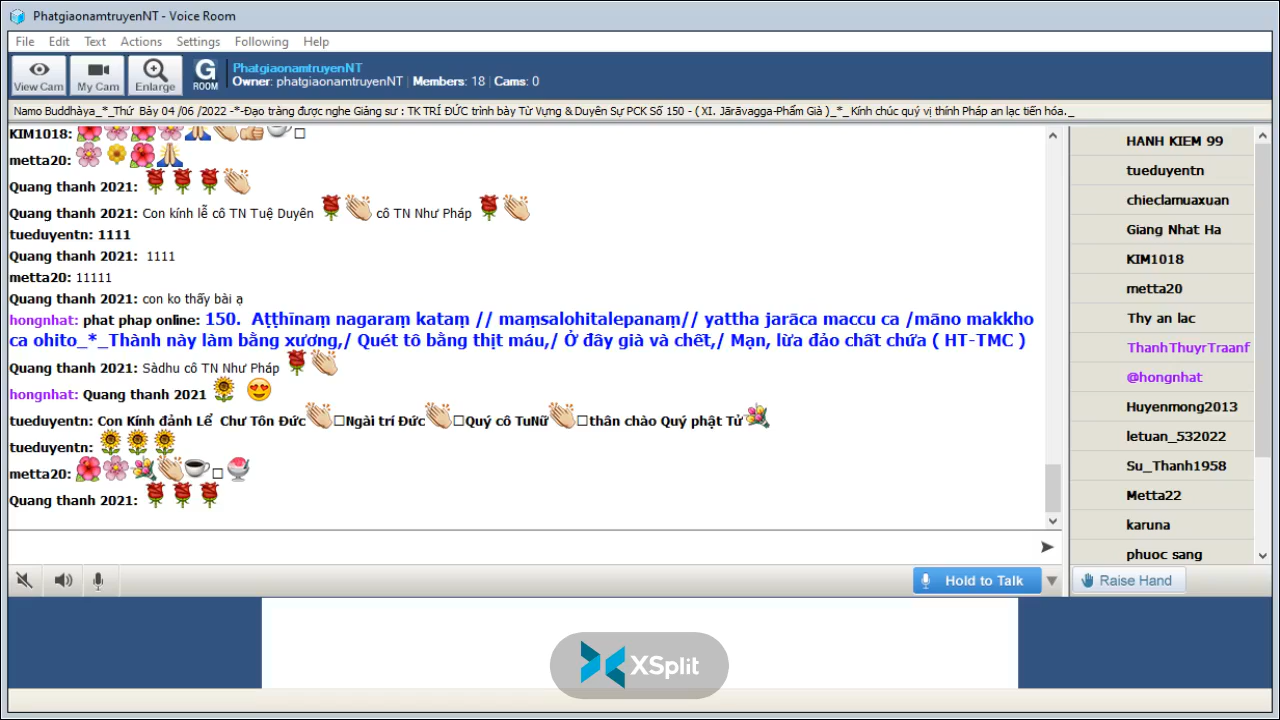 PhatgiaonamtruyenNT - Voice Room
File Edit Text Actions Settings Following Help
View Cam My Cam Enlarge G ROOM
PhatgiaonamtruyenNT
Owner: phatgiaonamtruyenNT | Members: 18 | Cams: 0
Namo Buddhàya_*_Thứ Bảy 04 /06 /2022 -*-Đạo tràng được nghe Giảng sư : TK TRÍ ĐỨC trình bày Từ Vựng & Duyên Sự PCK Số 150 - ( XI. Jārāvagga-Phẩm Già )_*_ Kính chúc quý vị thính Pháp an lạc tiến hóa._
KIM1018:
metta20:
Quang thanh 2021:
Quang thanh 2021: Con kính lễ cô TN Tuệ Duyên cô TN Như Pháp
tueduyentn: 1111
Quang thanh 2021: 1111
metta20: 11111
Quang thanh 2021: con ko thấy bài ạ
hongnhat: phat phap online: 150. Aṭṭhīnaṃ nagaraṃ kataṃ // maṃsalohitalepanaṃ// yattha jarāca maccu ca /māno makkho
ca ohito_*_Thành này làm bằng xương,/ Quét tô bằng thịt máu,/ Ở đây già và chết,/ Mạn, lừa đảo chất chứa ( HT-TMC )
Quang thanh 2021: Sàdhu cô TN Như Pháp
hongnhat: Quang thanh 2021
tueduyentn: Con Kính đảnh Lể Chư Tôn Đức Ngài trí Đức Quý cô TuNữ thân chào Quý phật Tử
tueduyentn:
metta20:
Quang thanh 2021:
HANH KIEM 99
tueduyentn
chieclamuaxuan
Giang Nhat Ha
KIM1018
metta20
Thy an lac
ThanhThuyrTraanf
@hongnhat
Huyenmong2013
letuan_532022
Su_Thanh1958
Metta22
karuna
phuoc sang
Hold to Talk
Raise Hand
XSplit